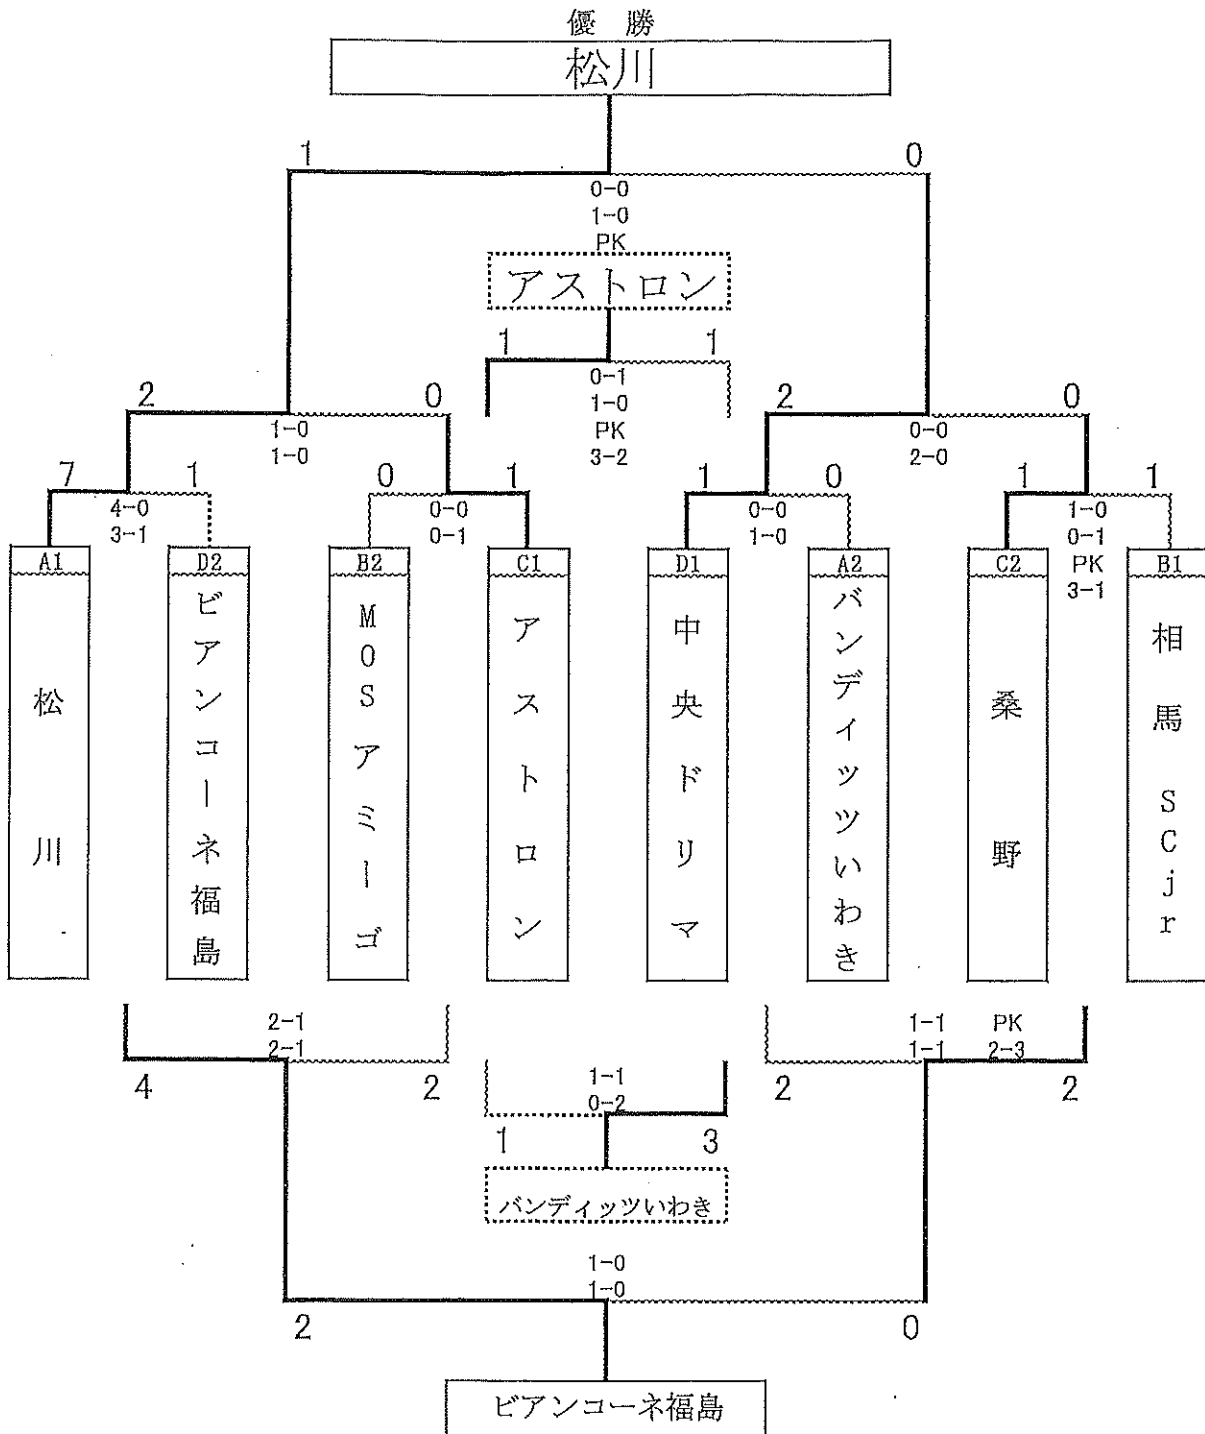 優 勝
松川
1 0
0-0
1-0
PK
アストロン
1 1
0-1
1-0
PK
3-2
2 0
1-0
1-0
2 0
0-0
2-0
7 1
4-0
3-1
0 1
0-0
0-1
1 0
0-0
1-0
1 1
1-0
0-1
PK
3-1
A1
松川
D2
ビアンコーネ福島
B2
MOSアミーゴ
C1
アストロン
D1
中央ドリマ
A2
バンディッツいわき
C2
桑野
B1
相馬SCjr
2-1
2-1
4 2
1-1
0-2
1 3
バンディッツいわき
1-1 PK
1-1 2-3
2 2
1-0
1-0
2 0
ビアンコーネ福島